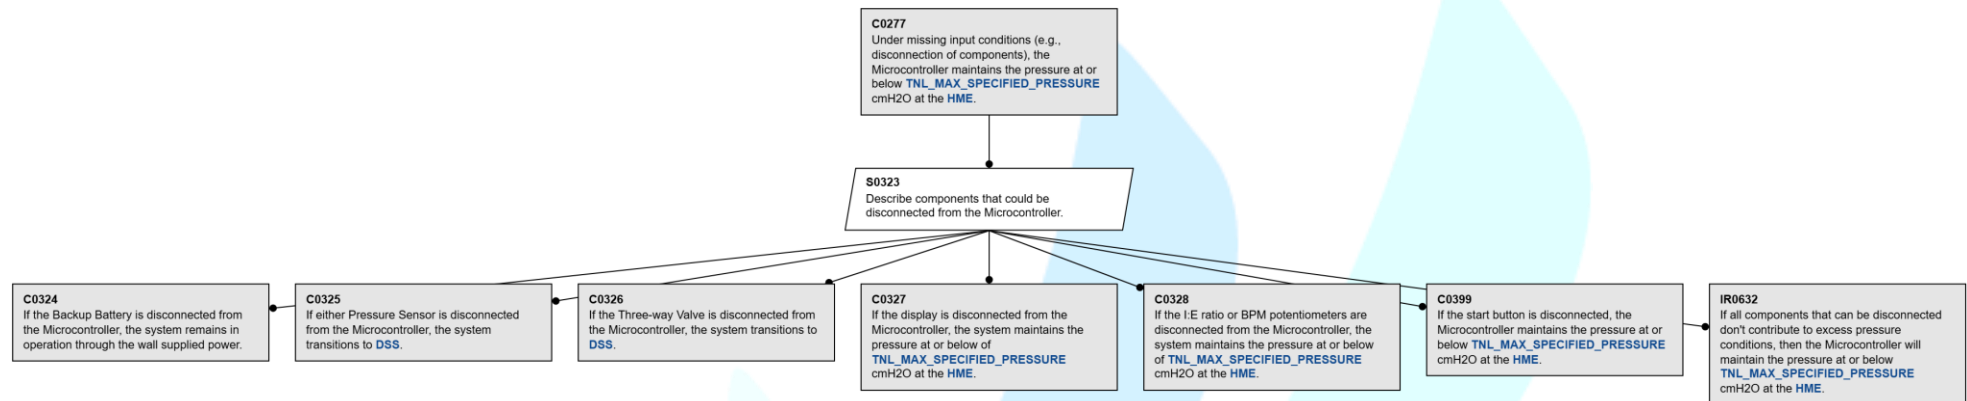 C0277
Under missing input conditions (e.g.,
disconnection of components), the
Microcontroller maintains the pressure at or
below TNL_MAX_SPECIFIED_PRESSURE
cmH2O at the HME.
S0323
Describe components that could be
disconnected from the Microcontroller.
C0324
If the Backup Battery is disconnected from
the Microcontroller, the system remains in
operation through the wall supplied power.
C0325
If either Pressure Sensor is disconnected
from the Microcontroller, the system
transitions to DSS.
C0326
If the Three-way Valve is disconnected from
the Microcontroller, the system transitions to
DSS.
C0327
If the display is disconnected from the
Microcontroller, the system maintains the
pressure at or below of
TNL_MAX_SPECIFIED_PRESSURE
cmH2O at the HME.
C0328
If the I:E ratio or BPM potentiometers are
disconnected from the Microcontroller, the
system maintains the pressure at or below
of TNL_MAX_SPECIFIED_PRESSURE
cmH2O at the HME.
C0399
If the start button is disconnected, the
Microcontroller maintains the pressure at or
below TNL_MAX_SPECIFIED_PRESSURE
cmH2O at the HME.
IR0632
If all components that can be disconnected
don't contribute to excess pressure
conditions, then the Microcontroller will
maintain the pressure at or below
TNL_MAX_SPECIFIED_PRESSURE
cmH2O at the HME.